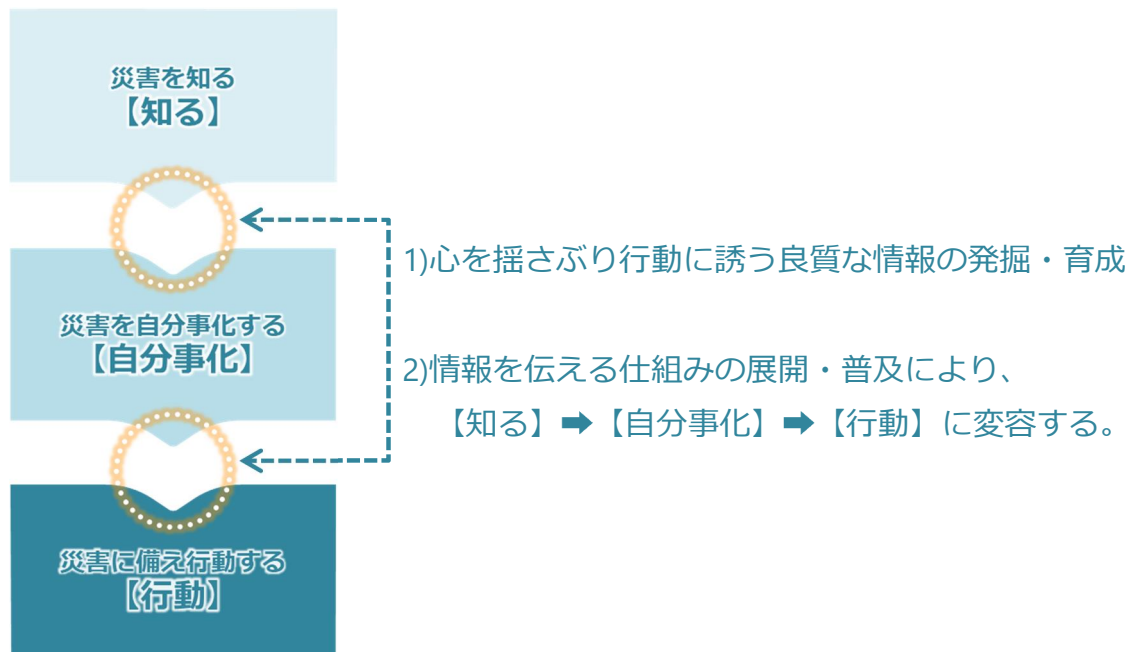 災害を知る
【知る】
災害を自分事化する
【自分事化】
災害に備え行動する
【行動】
1)心を揺さぶり行動に誘う良質な情報の発掘・育成
2)情報を伝える仕組みの展開・普及により、
【知る】➡【自分事化】➡【行動】に変容する。